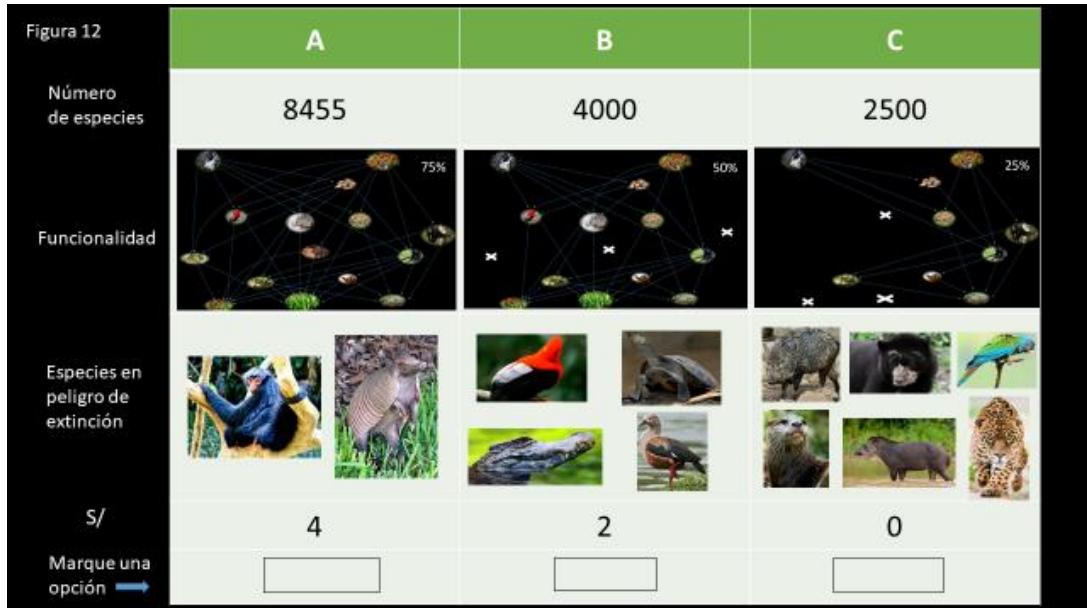 Figura 12
A B C
Número
de especies
8455 4000 2500
75% 50% 25%
Funcionalidad
Especies en
peligro de
extinción
S/
4 2 0
Marque una
opción